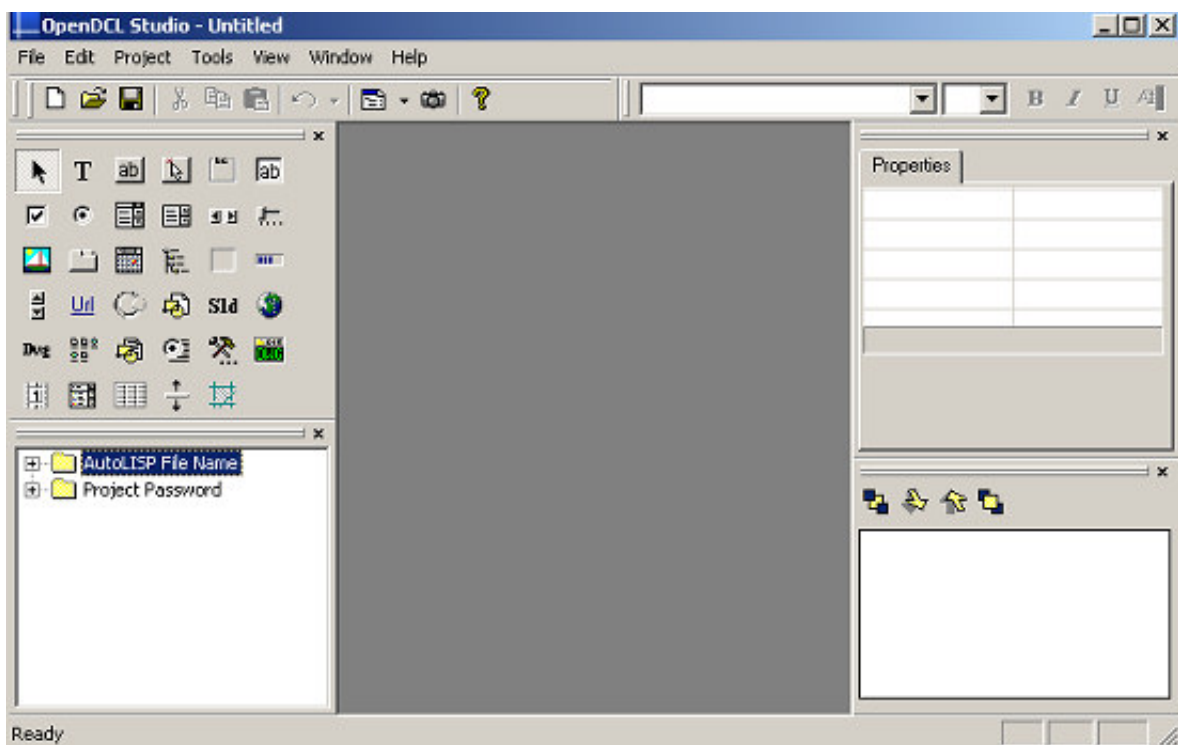 OpenDCL Studio - Untitled
File Edit Project Tools View Window Help
B I U
T ab ab
Properties
Url Sld
Dwg
1
AutoLISP File Name
Project Password
Ready